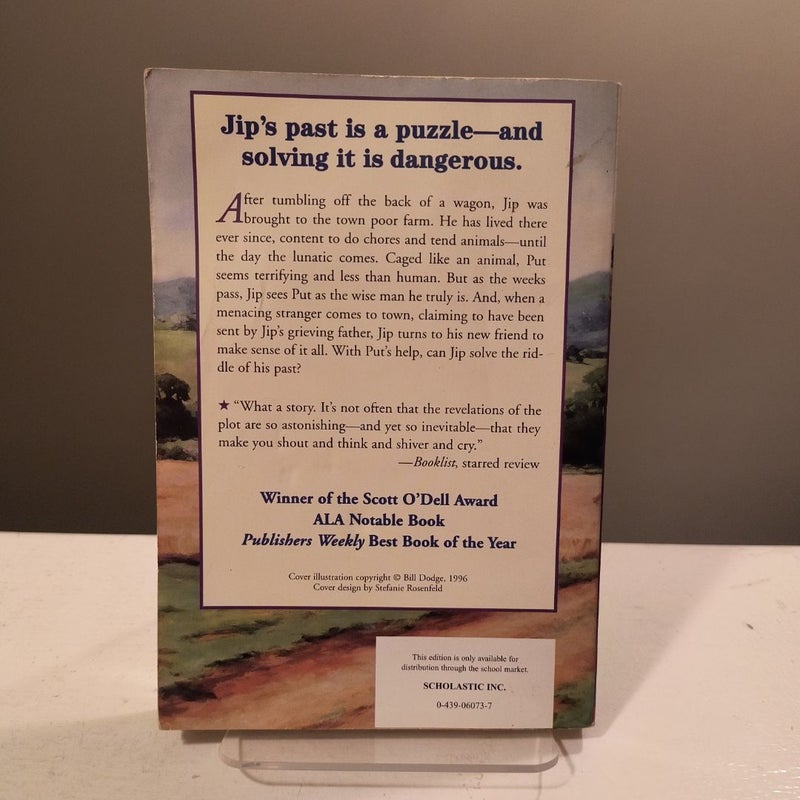 Jip's past is a puzzle—and
solving it is dangerous.
After tumbling off the back of a wagon, Jip was
brought to the town poor farm. He has lived there
ever since, content to do chores and tend animals—until
the day the lunatic comes. Caged like an animal, Put
seems terrifying and less than human. But as the weeks
pass, Jip sees Put as the wise man he truly is. And, when a
menacing stranger comes to town, claiming to have been
sent by Jip's grieving father, Jip turns to his new friend to
make sense of it all. With Put's help, can Jip solve the rid-
dle of his past?
★ “What a story. It's not often that the revelations of the
plot are so astonishing—and yet so inevitable—that they
make you shout and think and shiver and cry.”
—Booklist, starred review
Winner of the Scott O'Dell Award
ALA Notable Book
Publishers Weekly Best Book of the Year
Cover illustration copyright © Bill Dodge, 1996
Cover design by Stefanie Rosenfeld
This edition is only available for
distribution through the school market.
SCHOLASTIC INC.
0-439-06073-7